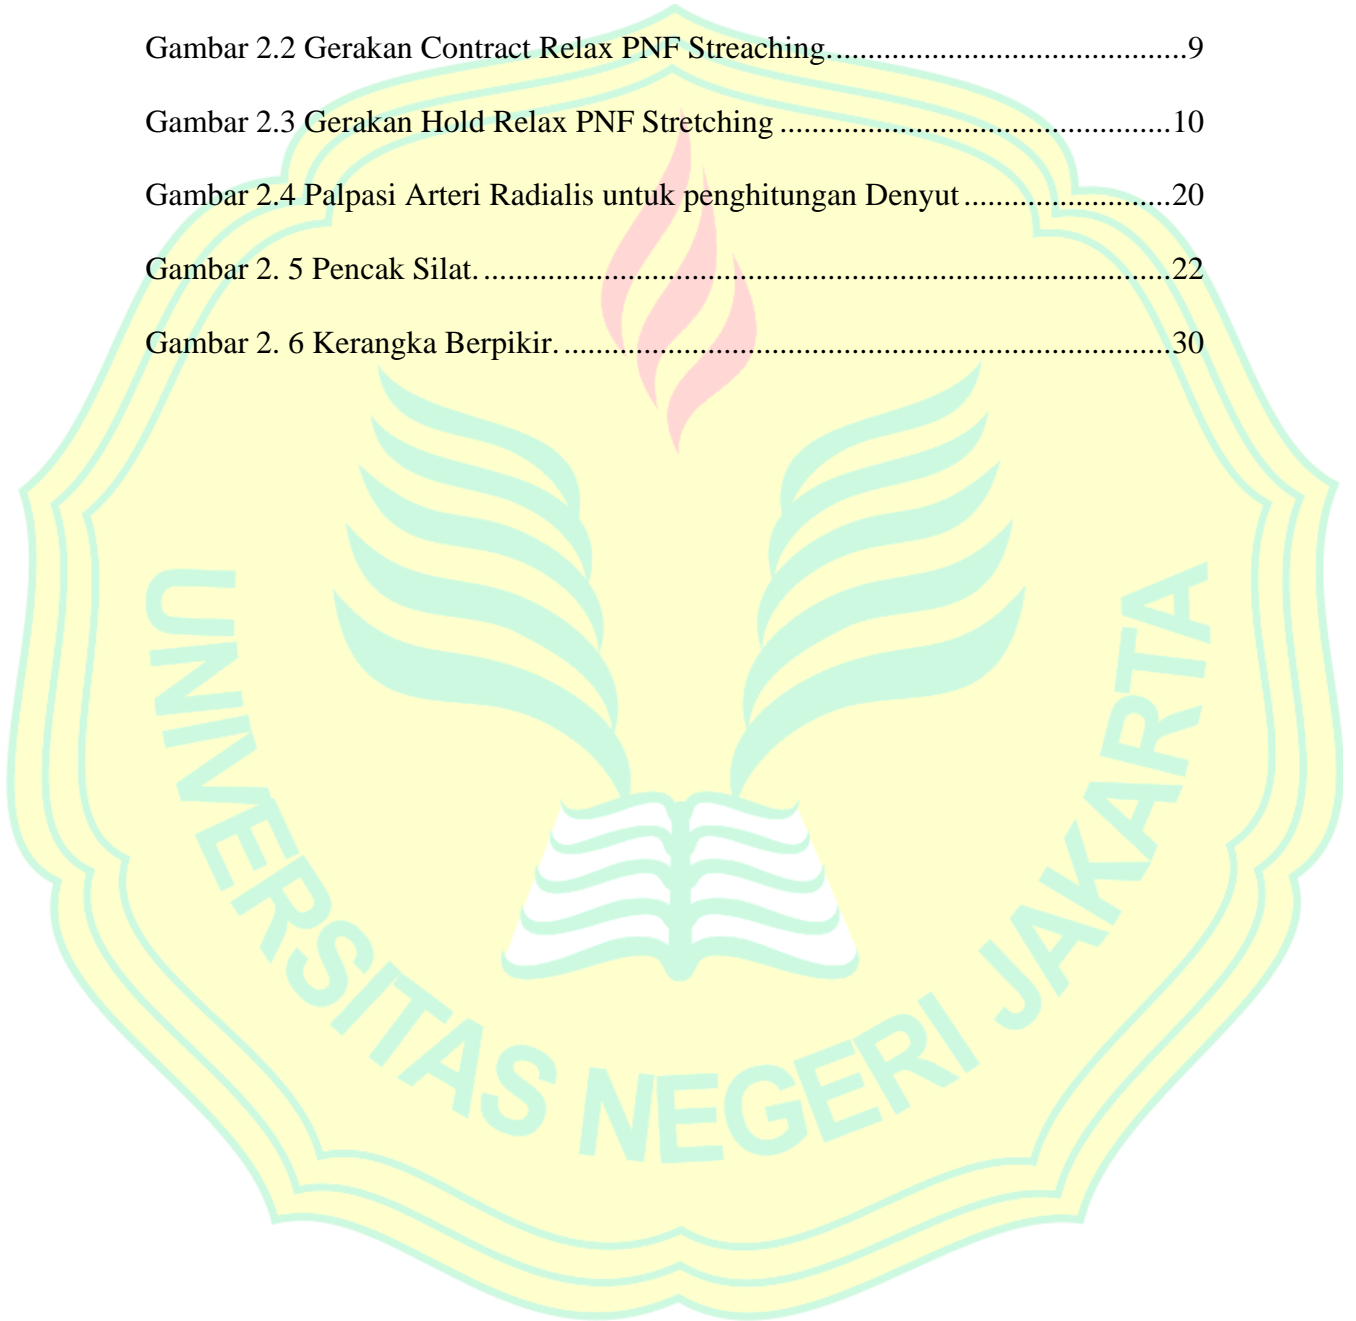 Gambar 2.2 Gerakan Contract Relax PNF Streaching. 9
Gambar 2.3 Gerakan Hold Relax PNF Stretching 10
Gambar 2.4 Palpasi Arteri Radialis untuk penghitungan Denyut 20
Gambar 2. 5 Pencak Silat. 22
Gambar 2. 6 Kerangka Berpikir. 30
UNIVERSITAS NEGERI JAKARTA